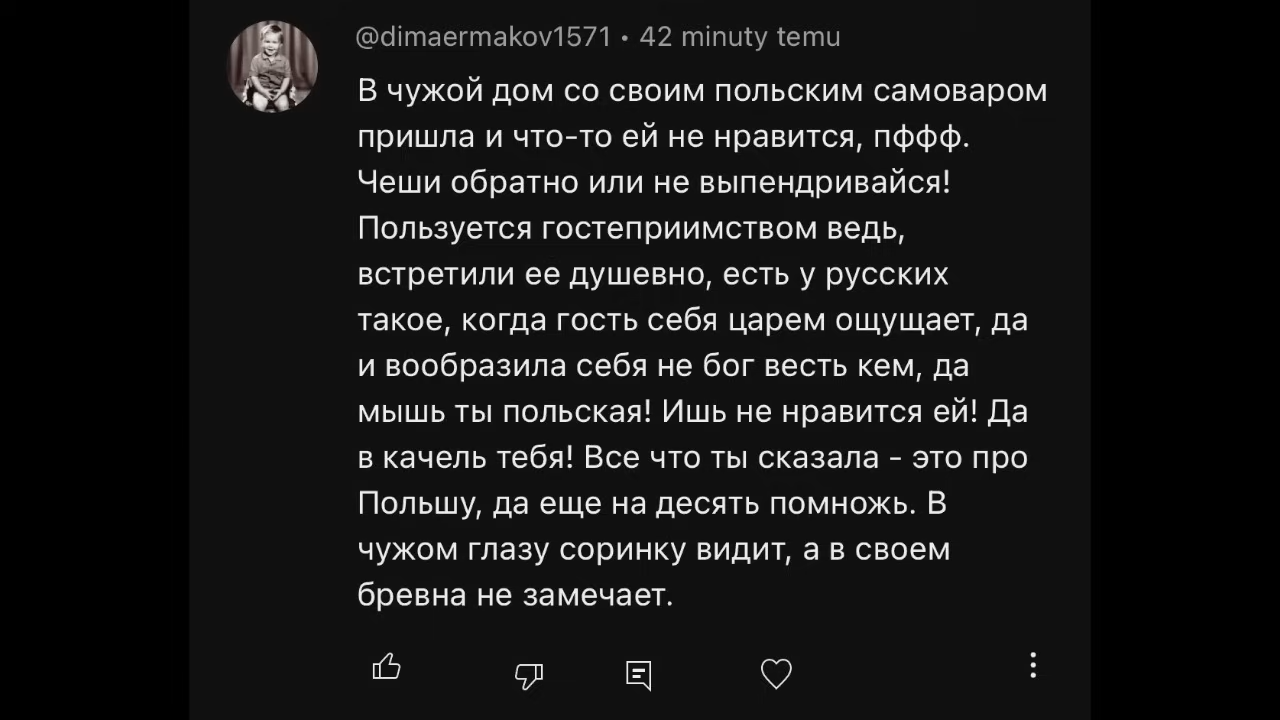 @dimaermakov1571 • 42 minuty temu
В чужой дом со своим польским самоваром
пришла и что-то ей не нравится, пффф.
Чеши обратно или не выпендривайся!
Пользуется гостеприимством ведь,
встретили ее душевно, есть у русских
такое, когда гость себя царем ощущает, да
и вообразила себя не бог весть кем, да
мышь ты польская! Ишь не нравится ей! Да
в качель тебя! Все что ты сказала - это про
Польшу, да еще на десять помножь. В
чужом глазу соринку видит, а в своем
бревна не замечает.